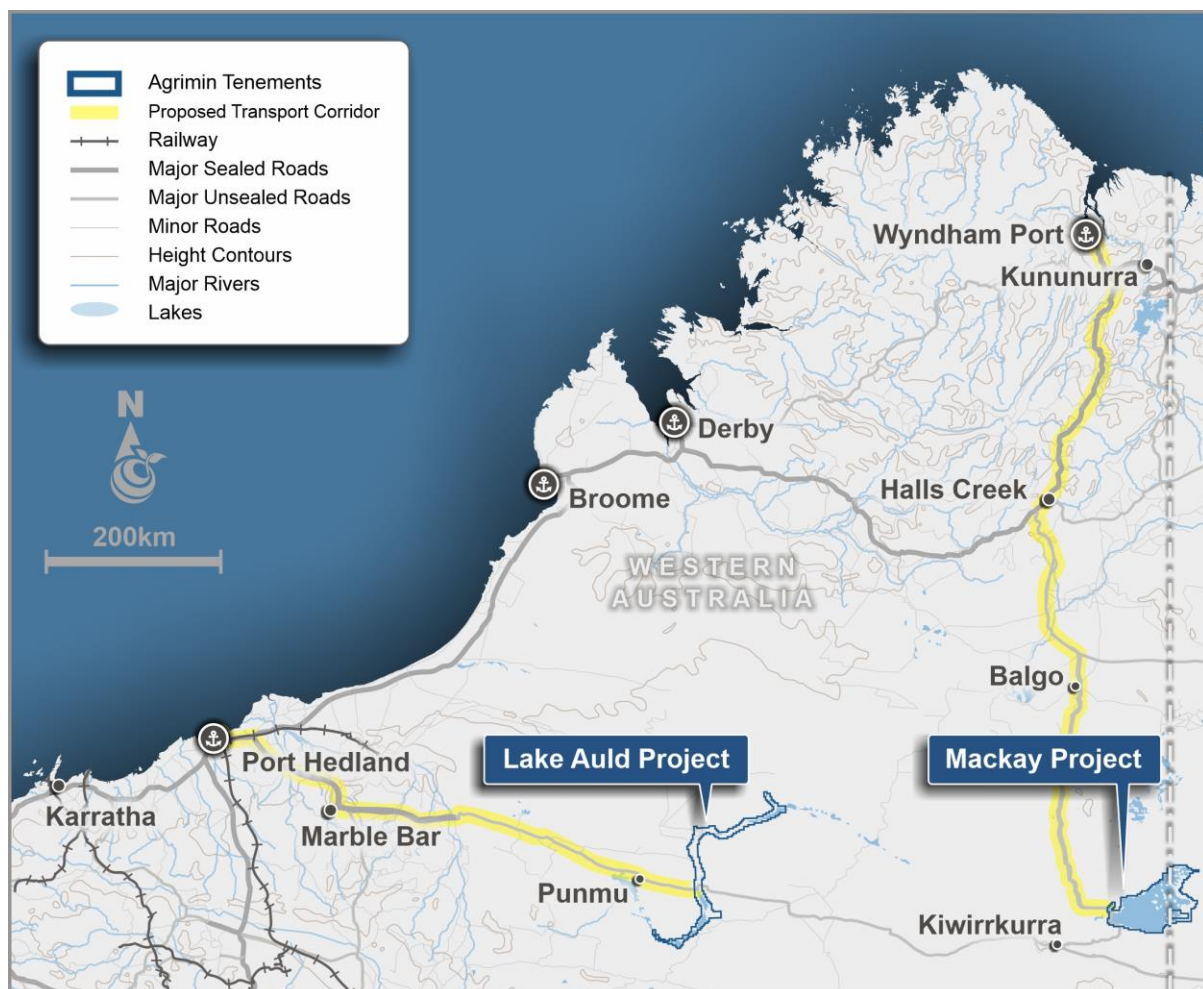 Agrimin Tenements
Proposed Transport Corridor
Railway
Major Sealed Roads
Major Unsealed Roads
Minor Roads
Height Contours
Major Rivers
Lakes
N
200km
Wyndham Port
Kununurra
Derby
Broome
Halls Creek
WESTERN
AUSTRALIA
Balgo
Port Hedland
Lake Auld Project
Mackay Project
Karratha
Marble Bar
Punmu
Kiwirrkurra